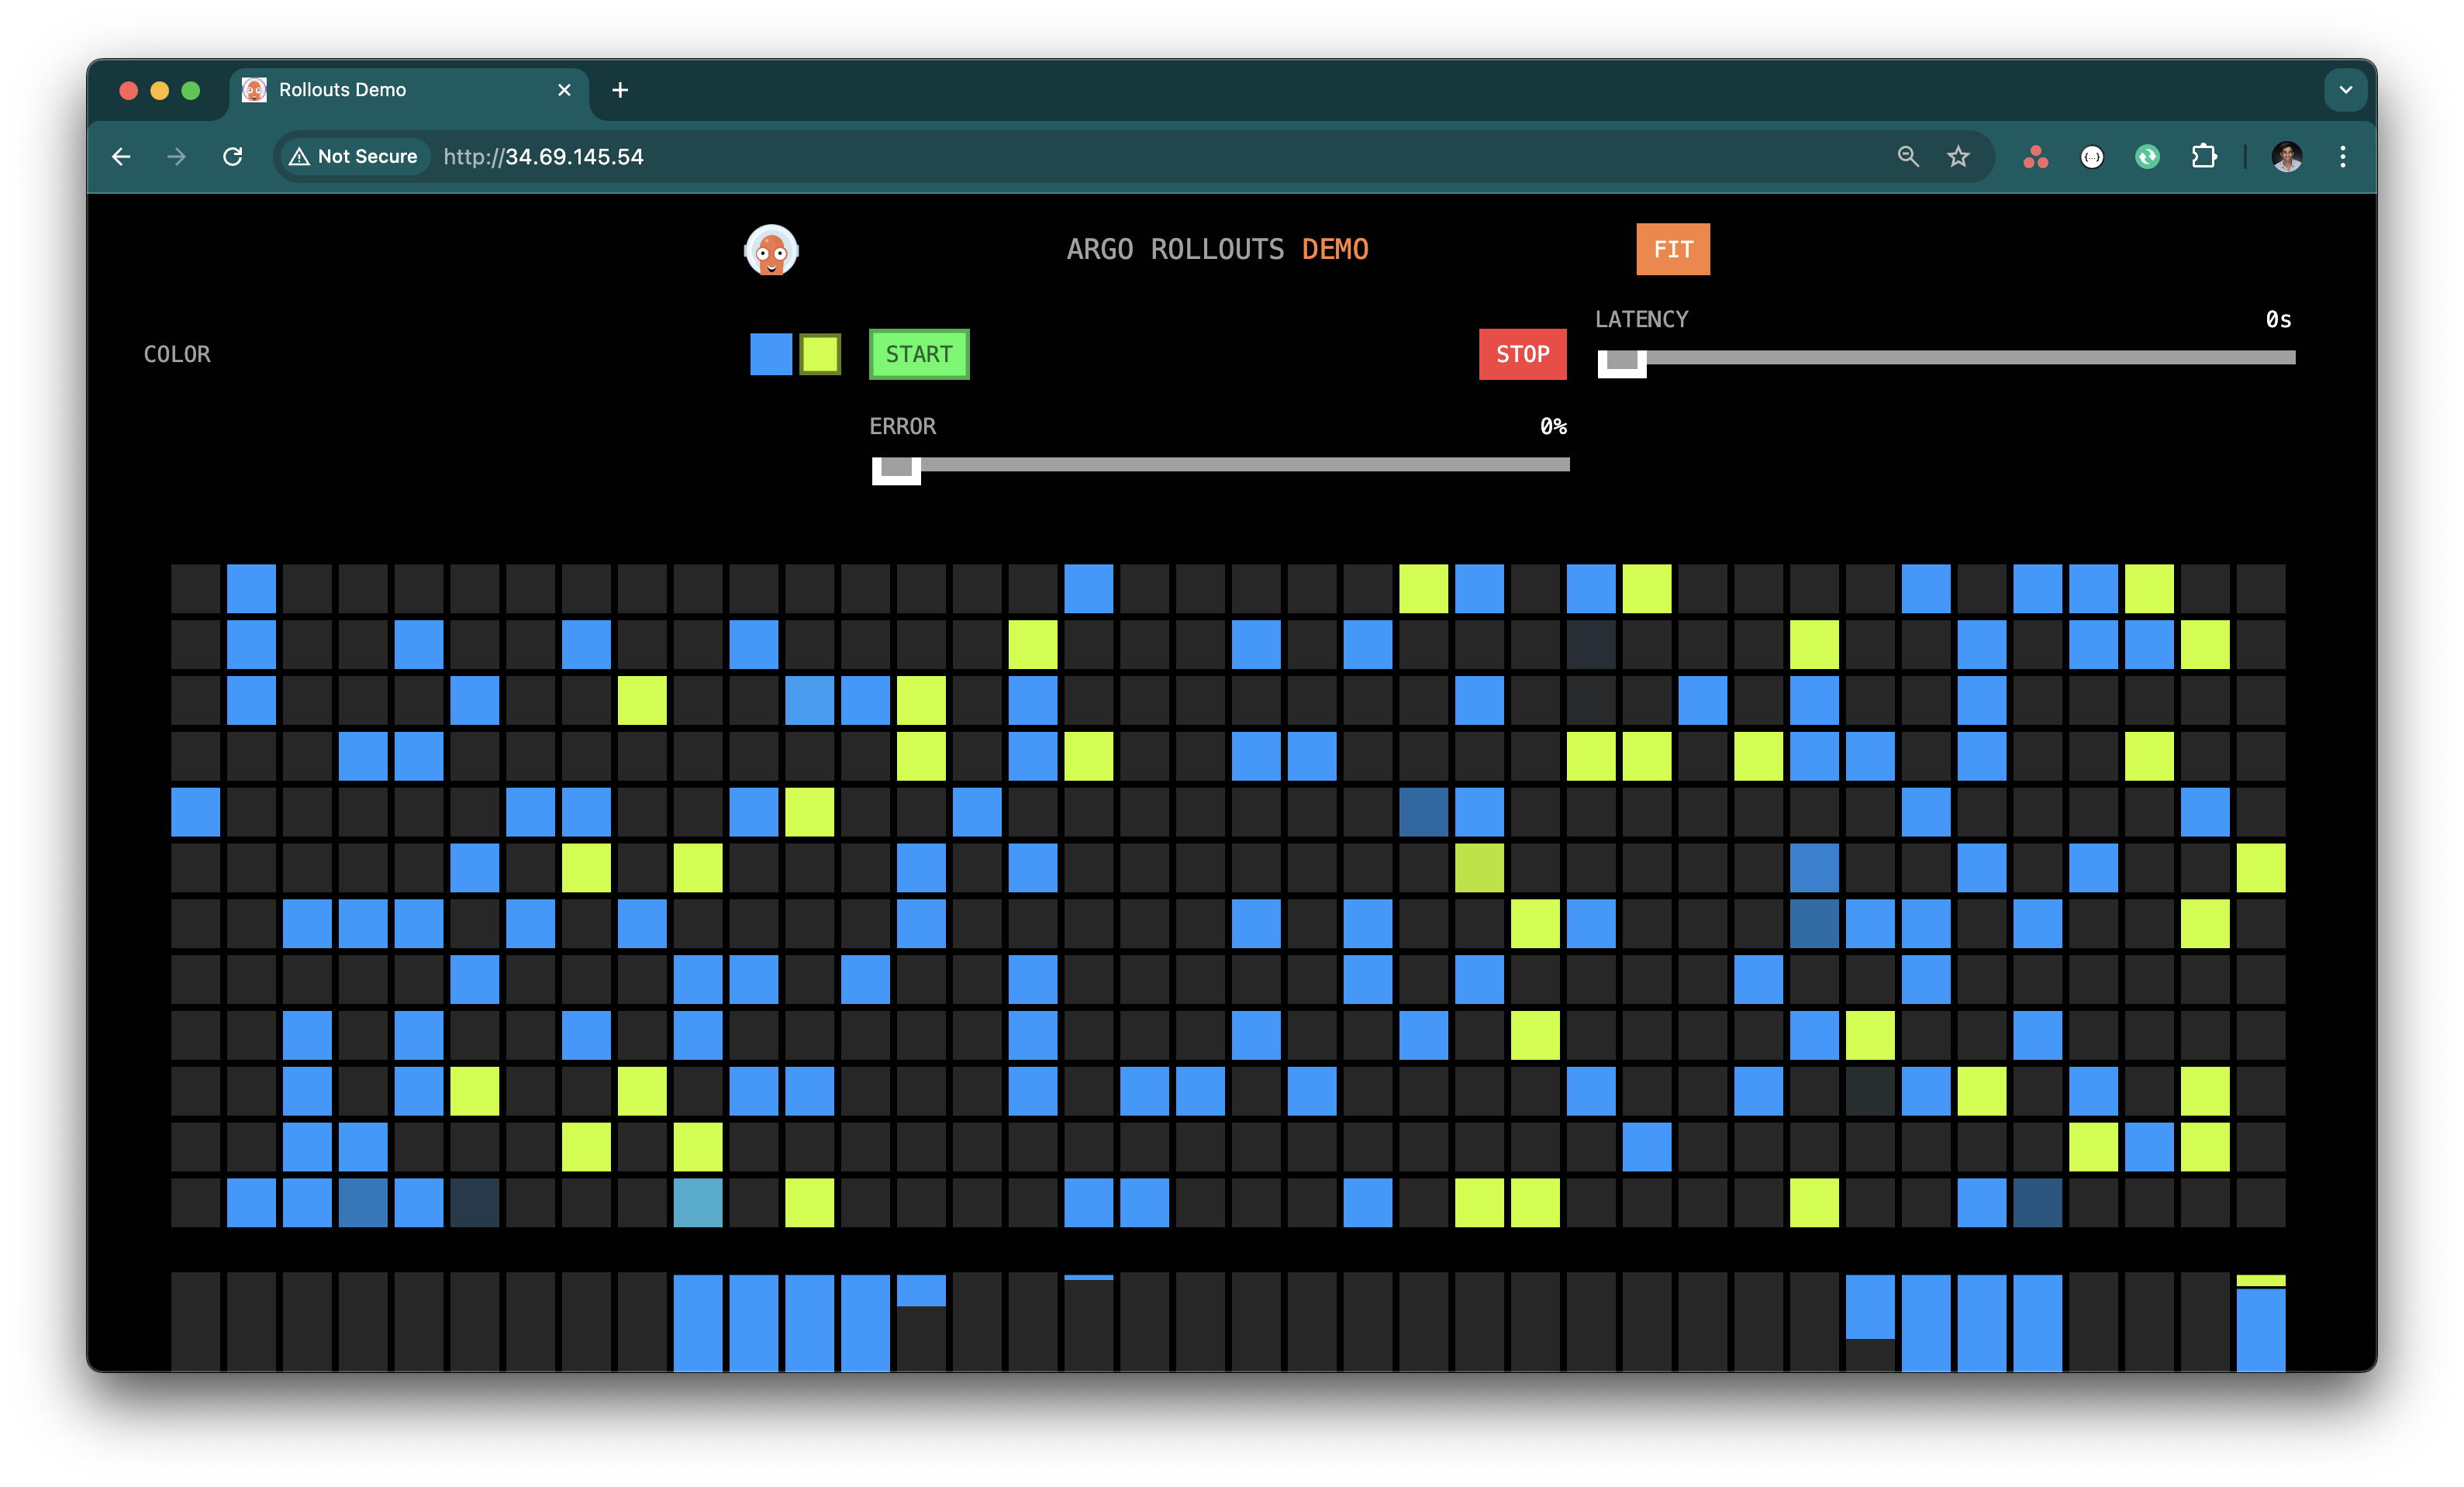 Rollouts Demo
Not Secure http://34.69.145.54
ARGO ROLLOUTS DEMO
FIT
COLOR
START
STOP
LATENCY 0s
ERROR 0%